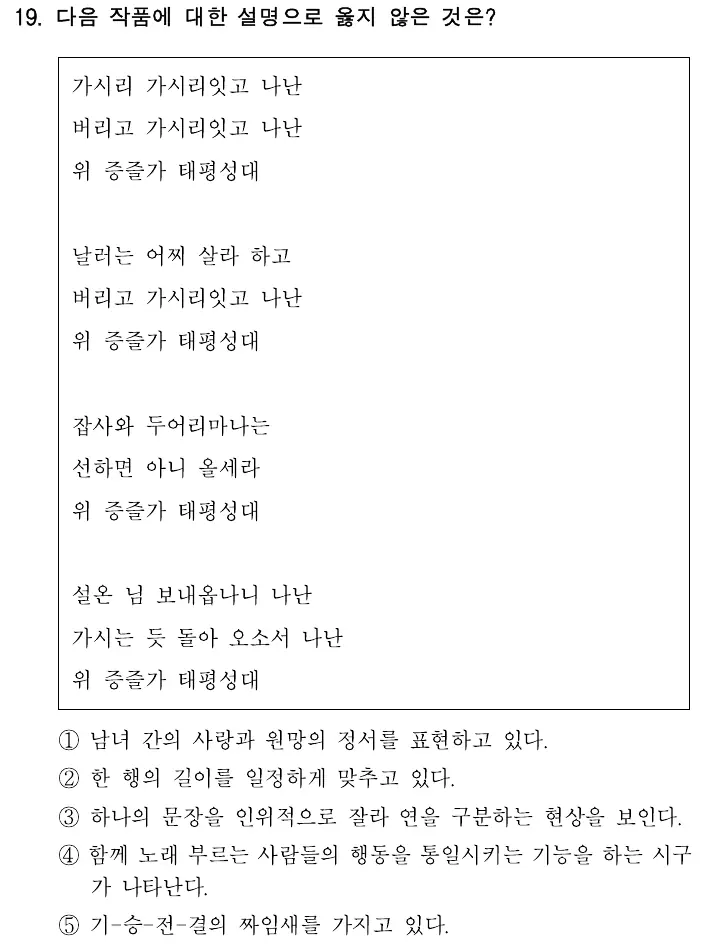 19. 다음 작품에 대한 설명으로 옳지 않은 것은?
가시리 가시리잇고 나난
버리고 가시리잇고 나난
위 증즐가 태평성대
날러는 어찌 살라 하고
버리고 가시리잇고 나난
위 증즐가 태평성대
잡사와 두어리마나는
선하면 아니 올세라
위 증즐가 태평성대
설온 님 보내옵나니 나난
가시는 듯 돌아 오소서 나난
위 증즐가 태평성대
① 남녀 간의 사랑과 원망의 정서를 표현하고 있다.
② 한 행의 길이를 일정하게 맞추고 있다.
③ 하나의 문장을 인위적으로 잘라 연을 구분하는 현상을 보인다.
④ 함께 노래 부르는 사람들의 행동을 통일시키는 기능을 하는 시구
가 나타난다.
⑤ 기-승-전-결의 짜임새를 가지고 있다.